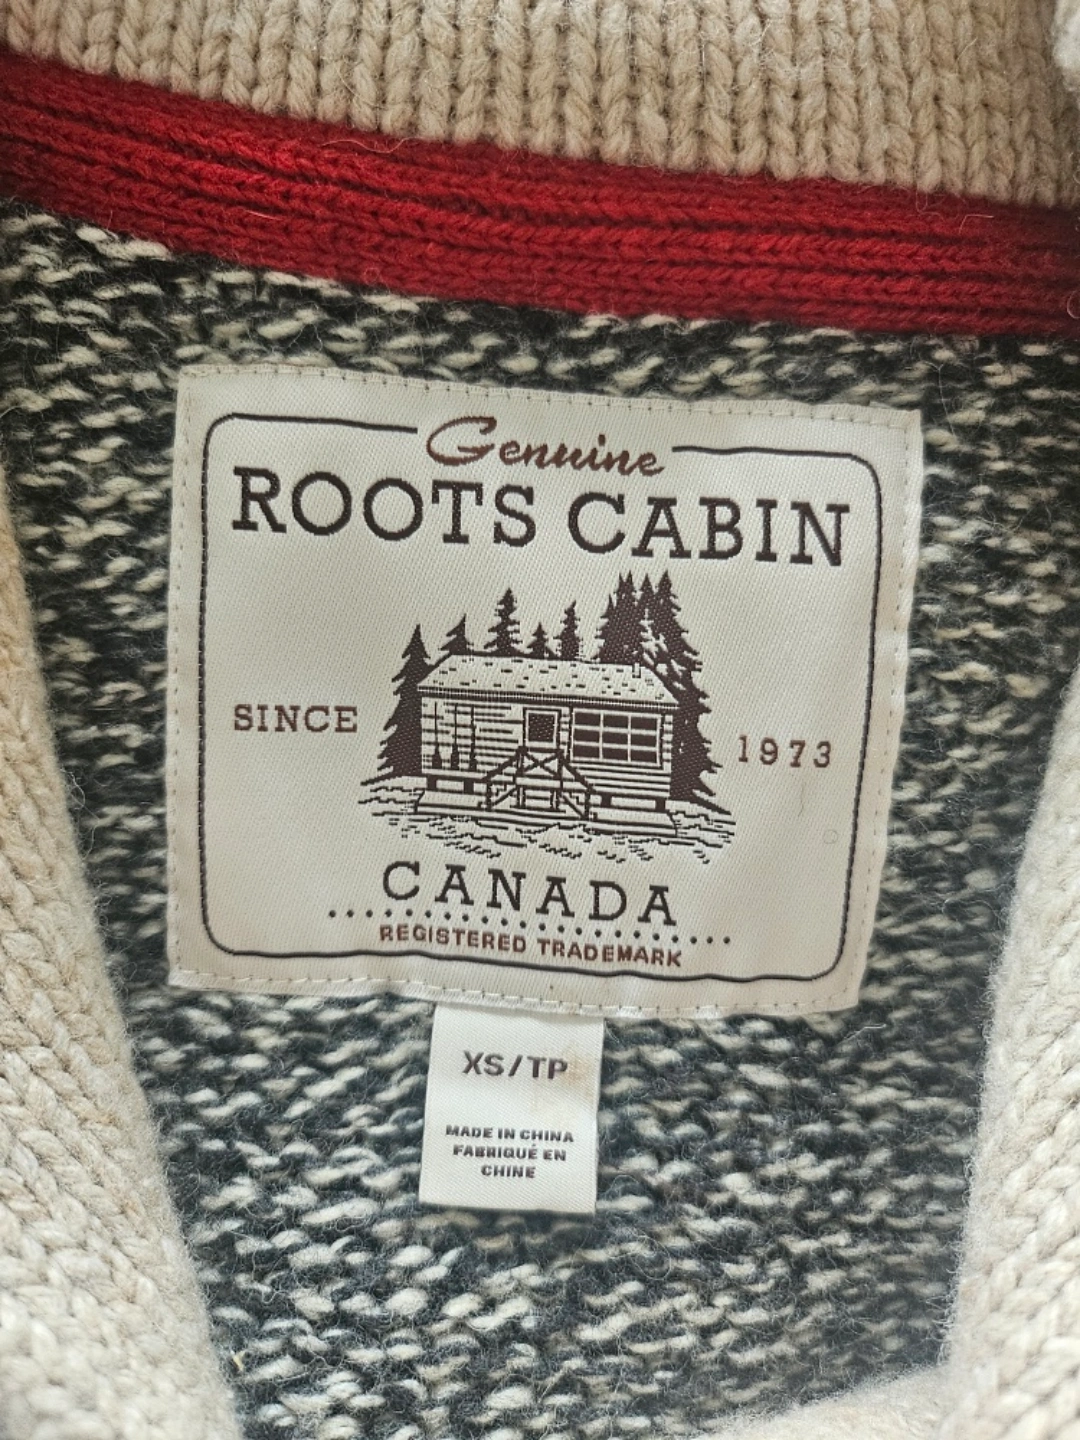 Genuine
ROOTS CABIN
SINCE 1973
CANADA
REGISTERED TRADEMARK
XS/TP
MADE IN CHINA
FABRIQUÉ EN
CHINE